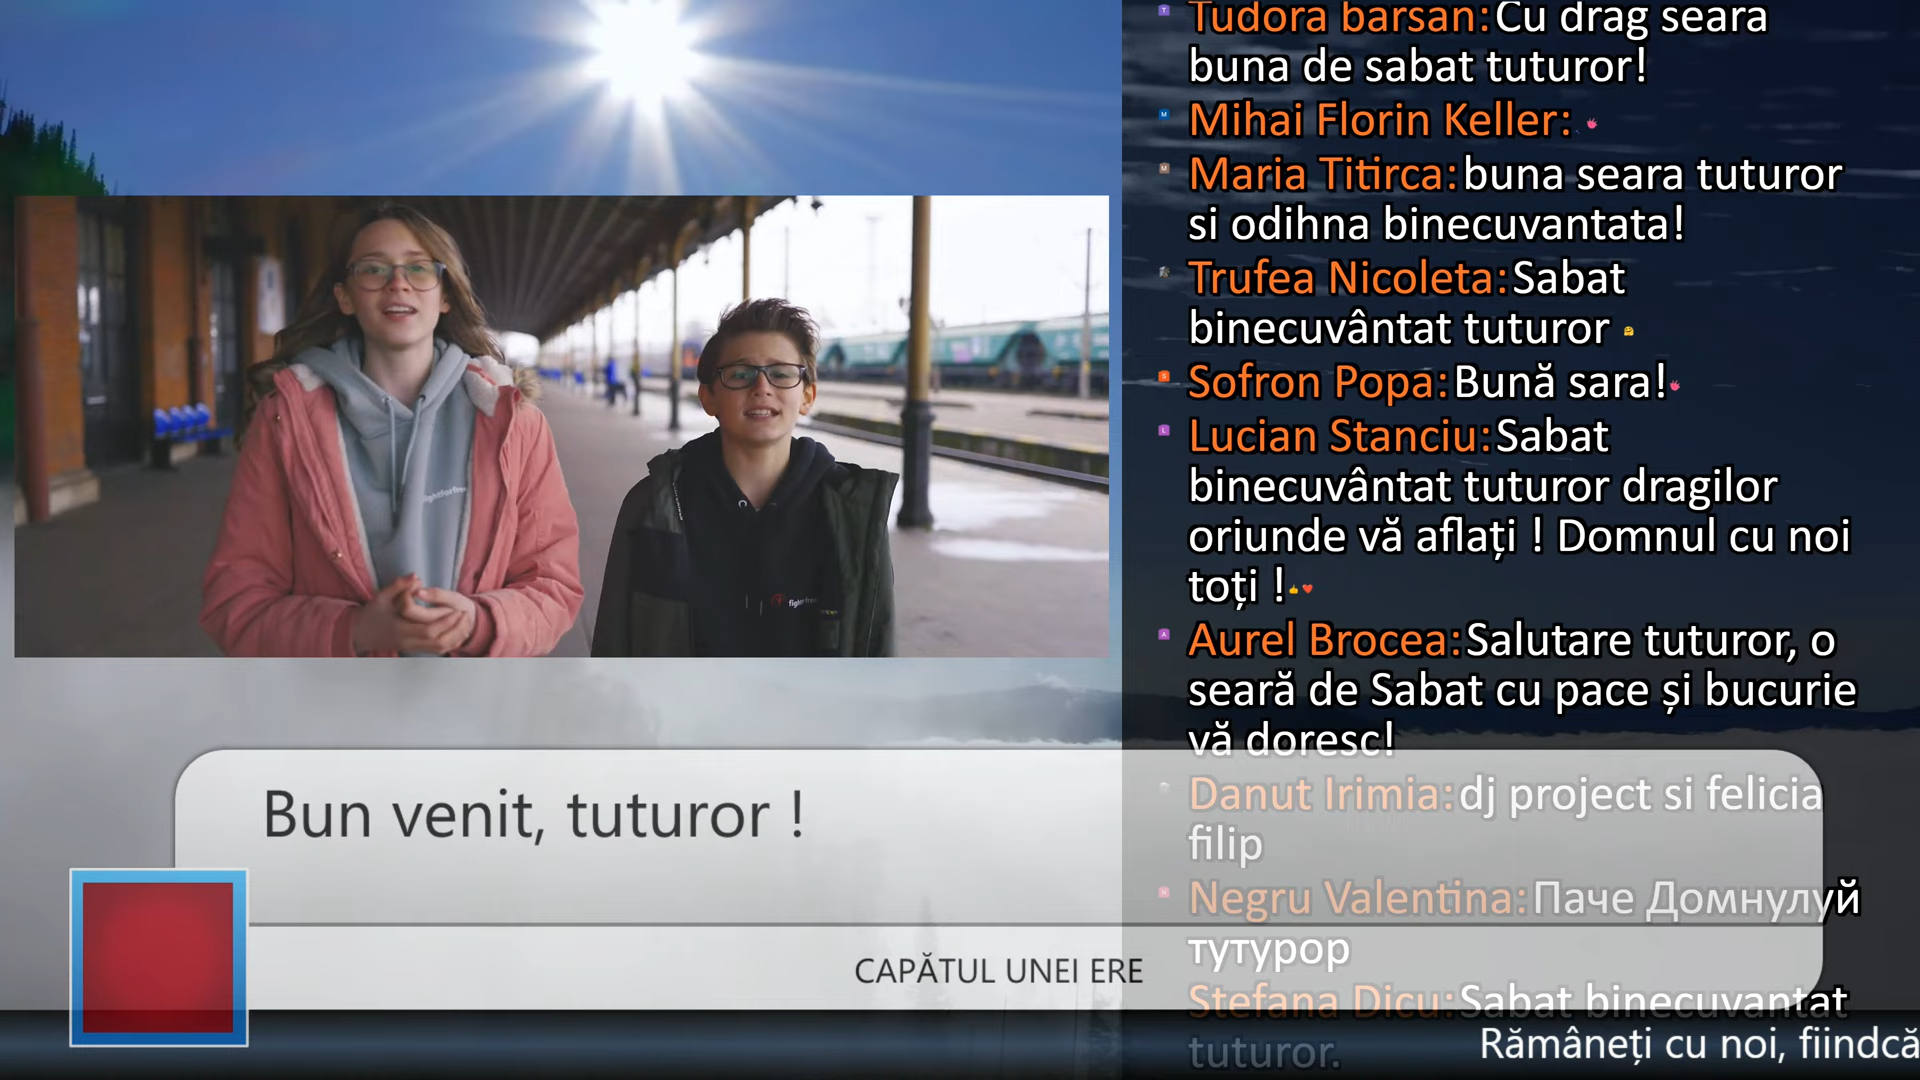 Tudora barsan:Cu drag seara
buna de sabat tuturor!
Mihai Florin Keller:
Maria Titirca:buna seara tuturor
si odihna binecuvantata!
Trufea Nicoleta:Sabat
binecuvântat tuturor
Sofron Popa:Bună sara!
Lucian Stanciu:Sabat
binecuvântat tuturor dragilor
oriunde vă aflați ! Domnul cu noi
toți !
Aurel Brocea:Salutare tuturor, o
seară de Sabat cu pace și bucurie
vă doresc!
Danut Irimia:dj project si felicia
filip
Negru Valentina:Паче Домнулуй
тутурор
Stefana Dicu:Sabat binecuvantat
tuturor.
Bun venit, tuturor !
CAPĂTUL UNEI ERE
Rămâneți cu noi, fiindcă